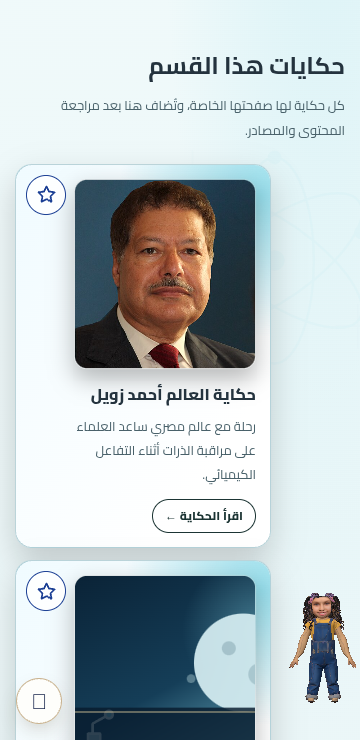 حكايات هذا القسم
كل حكاية لها صفحتها الخاصة، وتُضاف هنا بعد مراجعة
المحتوى والمصادر.
حكاية العالم أحمد زويل
رحلة مع عالم مصري ساعد العلماء
على مراقبة الذرات أثناء التفاعل
الكيميائي.
اقرأ الحكاية ←